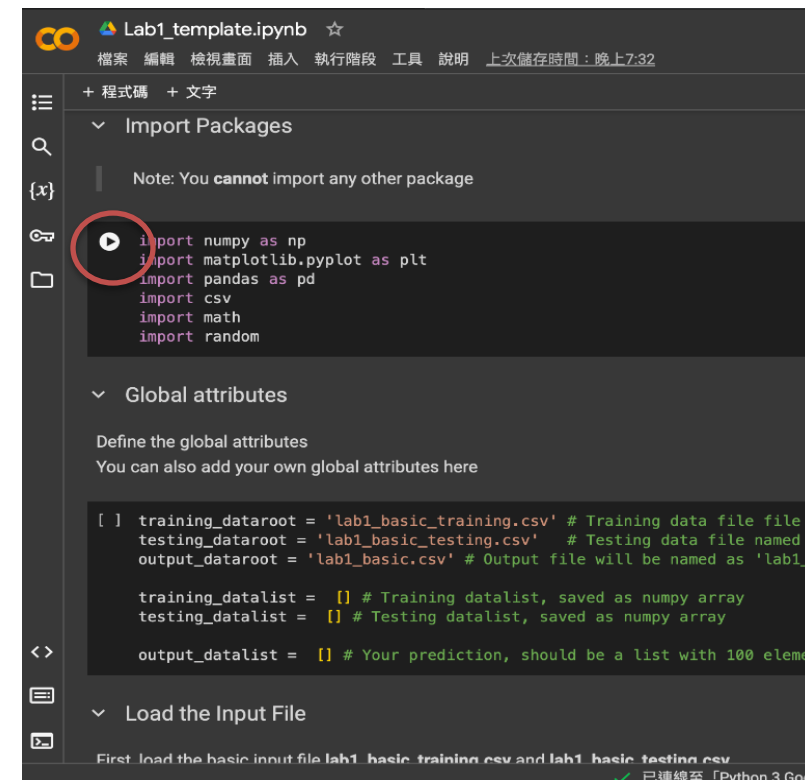 Lab1_template.ipynb
檔案 編輯 檢視畫面 插入 執行階段 工具 說明 上次儲存時間：晚上7:32
+ 程式碼 + 文字
Import Packages
Note: You cannot import any other package
{x}
import numpy as np
import matplotlib.pyplot as plt
import pandas as pd
import csv
import math
import random
Global attributes
Define the global attributes
You can also add your own global attributes here
[ ] training_dataroot = 'lab1_basic_training.csv' # Training data file file
testing_dataroot = 'lab1_basic_testing.csv' # Testing data file named
output_dataroot = 'lab1_basic.csv' # Output file will be named as 'lab1_
training_datalist = [] # Training datalist, saved as numpy array
testing_datalist = [] # Testing datalist, saved as numpy array
output_datalist = [] # Your prediction, should be a list with 100 eleme
Load the Input File
First, load the basic input file lab1_basic_training.csv and lab1_basic_testing.csv
已連線至「Python 3 Go